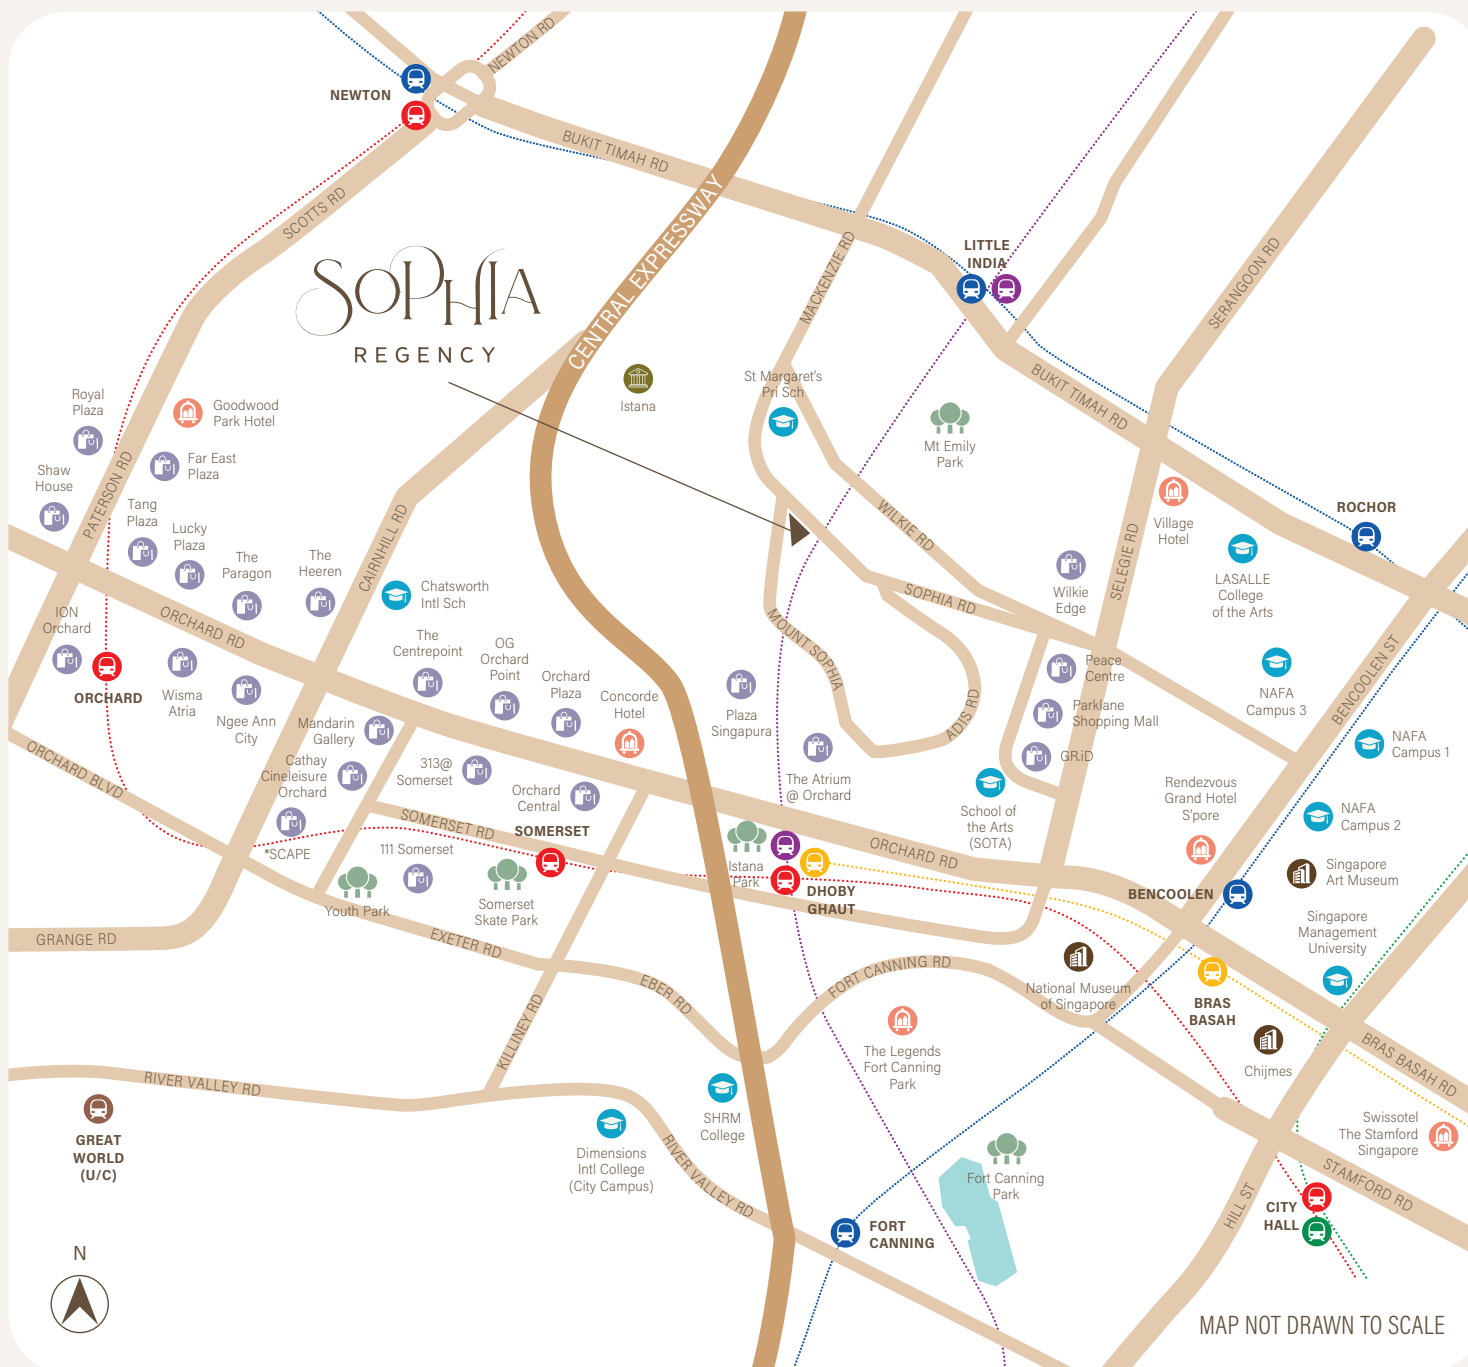 NEWTON RD
NEWTON
BUKIT TIMAH RD
SCOTTS RD
CENTRAL EXPRESSWAY
MACKENZIE RD
LITTLE
INDIA
SERANGOON RD
SOPHIA
REGENCY
Istana
St Margaret's
Pri Sch
BUKIT TIMAH RD
Royal
Plaza
Goodwood
Park Hotel
Mt Emily
Park
Far East
Plaza
Shaw
House
PATERSON RD
Tang
Plaza
Lucky
Plaza
The
Paragon
The
Heeren
CAIRNHILL RD
WILKIE RD
SELEGIE RD
Village
Hotel
ROCHOR
LASALLE
College
of the Arts
Chatsworth
Intl Sch
Wilkie
Edge
SOPHIA RD
ION
Orchard
ORCHARD RD
ORCHARD
Wisma
Atria
Ngee Ann
City
The
Centrepoint
OG
Orchard
Point
Orchard
Plaza
Concorde
Hotel
MOUNT SOPHIA
Plaza
Singapura
ADIS RD
Peace
Centre
Parklane
Shopping Mall
GR.iD
NAFA
Campus 3
BENCOOLEN ST
NAFA
Campus 1
ORCHARD BLVD
Mandarin
Gallery
Cathay
Cineleisure
Orchard
313@
Somerset
Orchard
Central
The Atrium
@ Orchard
School of
the Arts
(SOTA)
Rendezvous
Grand Hotel
S'pore
NAFA
Campus 2
*SCAPE
SOMERSET RD
SOMERSET
111 Somerset
Youth Park
Somerset
Skate Park
Istana
Park
DHOBY
GHAUT
ORCHARD RD
BENCOOLEN
Singapore
Art Museum
Singapore
Management
University
GRANGE RD
EXETER RD
EBER RD
FORT CANNING RD
National Museum
of Singapore
BRAS
BASAH
KILLINEY RD
The Legends
Fort Canning
Park
Chijmes
BRAS BASAH RD
RIVER VALLEY RD
GREAT
WORLD
(U/C)
SHRM
College
Dimensions
Intl College
(City Campus)
RIVER VALLEY RD
Fort Canning
Park
Swissotel
The Stamford
Singapore
STAMFORD RD
HILL ST
CITY
HALL
FORT
CANNING
N
MAP NOT DRAWN TO SCALE